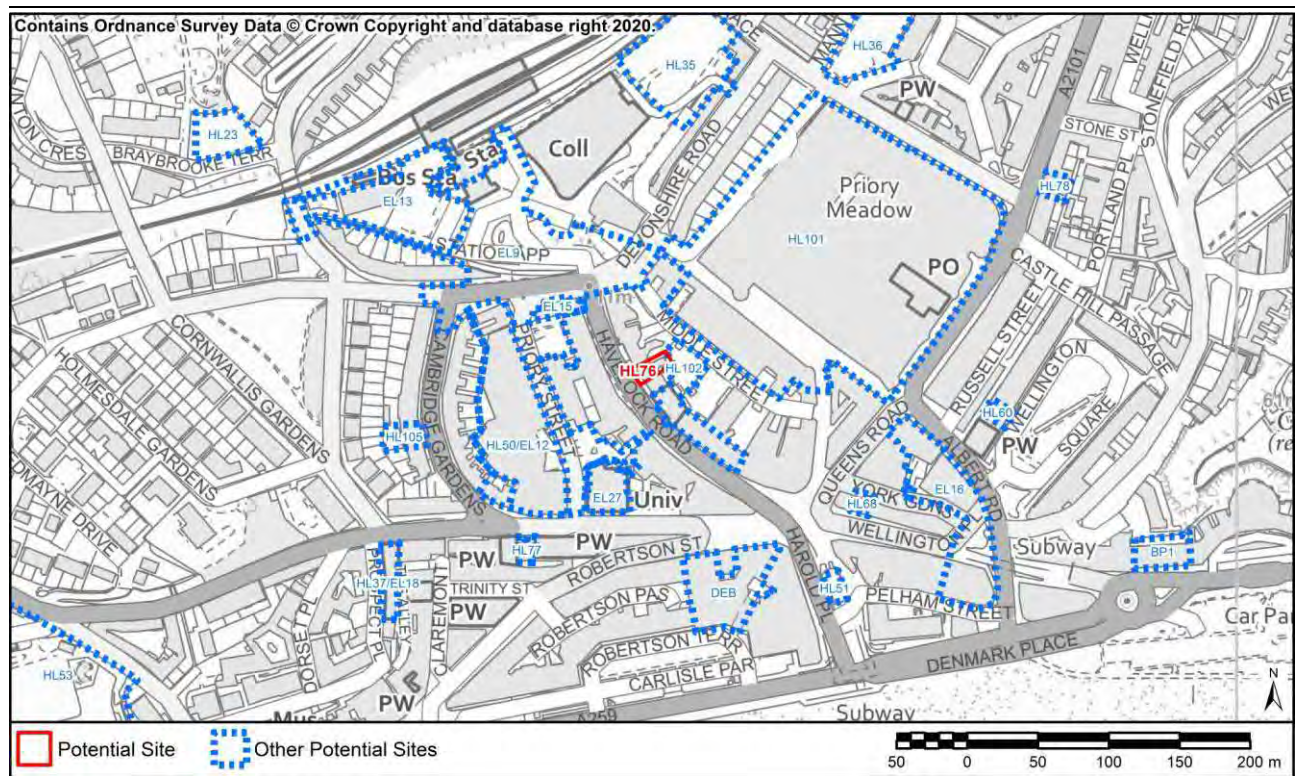 Contains Ordnance Survey Data © Crown Copyright and database right 2020.
HL35
HL36
A2101
PW
HL23
BRAYBROOKE TERR
STONE ST
STONEFIELD RD
Coll
Sta
Bus Sta
EL13
DEVONSHIRE ROAD
Priory
Meadow
HL101
HL78
PORTLAND PL
STATION APP
EL9
PO
CASTLE HILL PASSAGE
EL15
MIDDLE STREET
HL76
HL102
RUSSELL STREET
WELLINGTON
SQUARE
CORNWALLIS GARDENS
HOLMESDALE GARDENS
CAMBRIDGE GARDENS
PRIORY STREET
HAVELOCK ROAD
HL60
PW
HL105
HL50/EL12
QUEENS ROAD
ALBERT RD
EL16
EL27
Univ
HL68
YORK GDNS
WELLINGTON PL
Subway
BP1
PW
HL77
PW
ROBERTSON ST
HL37/EL18
TRINITY ST
PW
CLAREMONT
DEB
HAROLD PL
HL51
PELHAM STREET
ROBERTSON PAS
ROBERTSON TERR
DORSET PL
DENMARK PLACE
CARLISLE PAR
HL53
PW
A259
Subway
N
Potential Site
Other Potential Sites
50 0 50 100 150 200 m